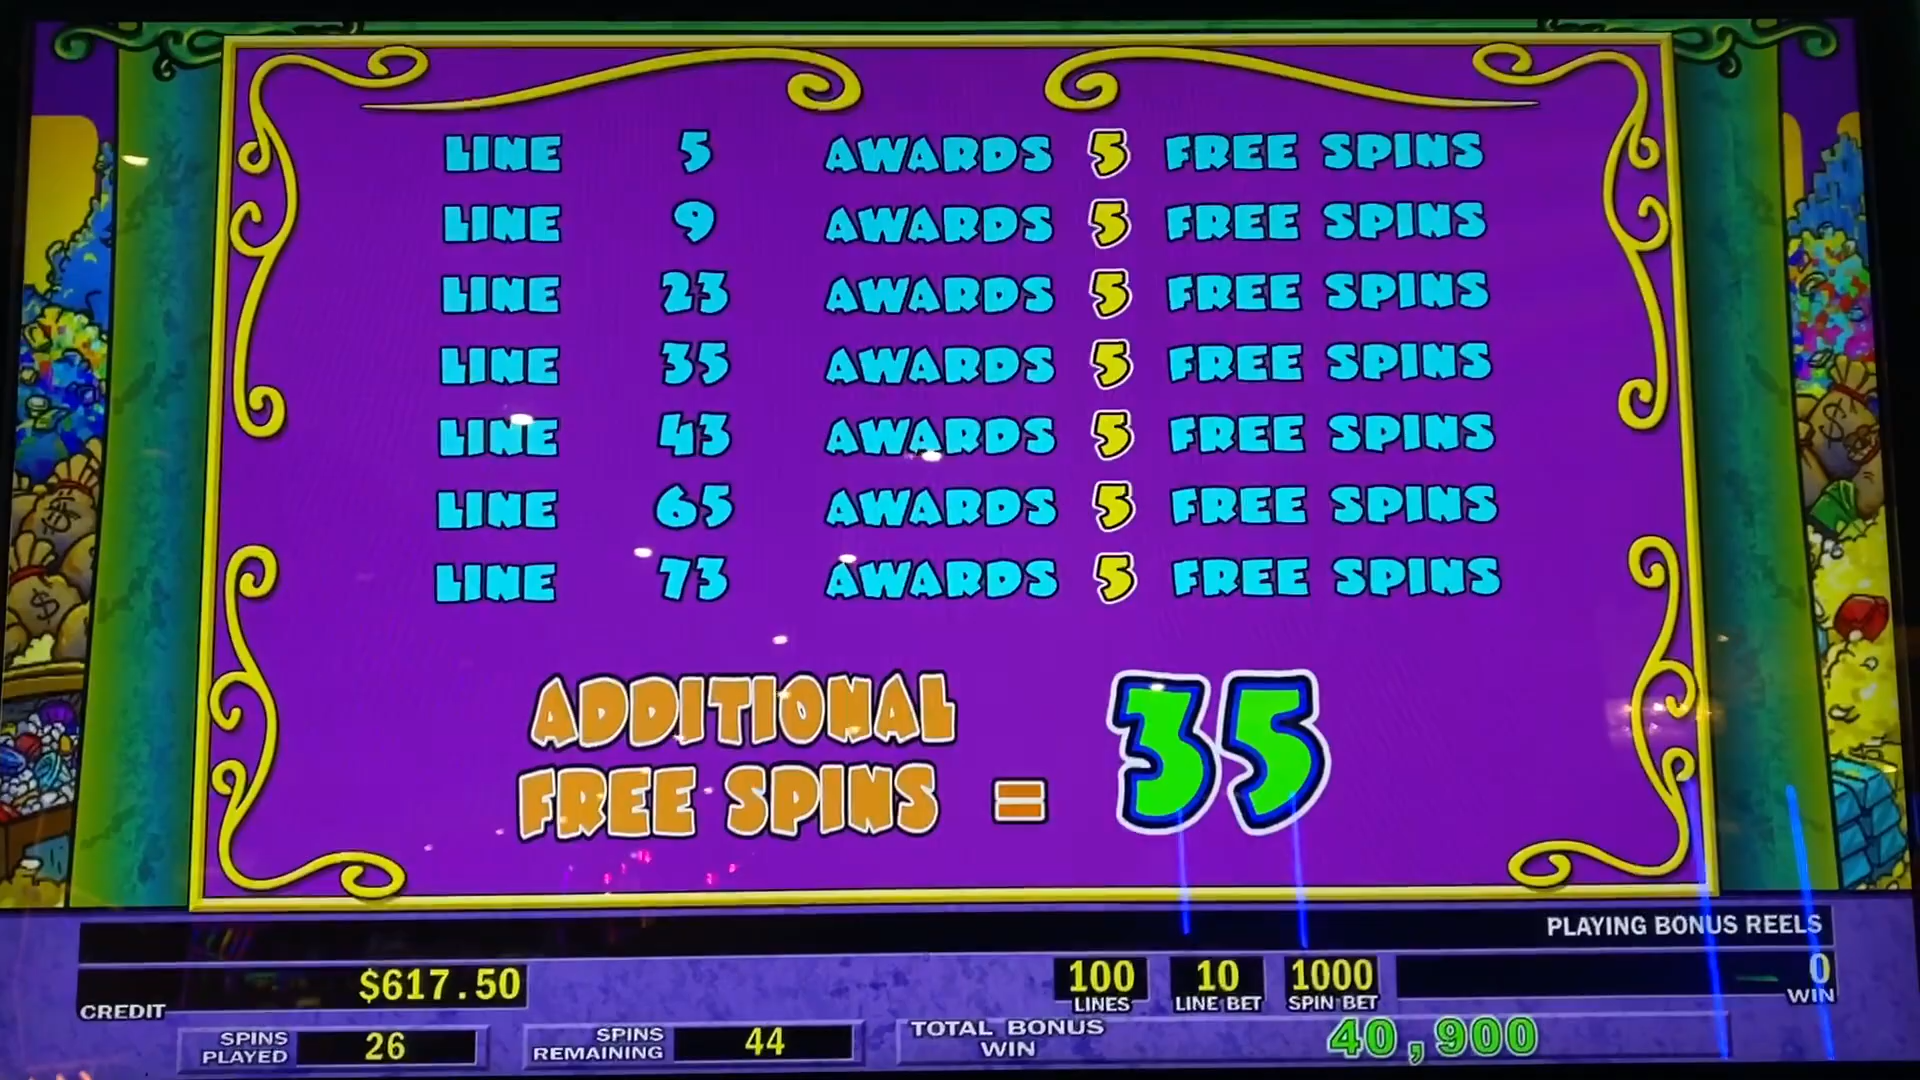 LINE 5 AWARDS 5 FREE SPINS
LINE 9 AWARDS 5 FREE SPINS
LINE 23 AWARDS 5 FREE SPINS
LINE 35 AWARDS 5 FREE SPINS
LINE 43 AWARDS 5 FREE SPINS
LINE 65 AWARDS 5 FREE SPINS
LINE 73 AWARDS 5 FREE SPINS
ADDITIONAL
FREE SPINS = 35
PLAYING BONUS REELS
CREDIT $617.50
100 LINES
10 LINE BET
1000 SPIN BET
0 WIN
SPINS PLAYED 26
SPINS REMAINING 44
TOTAL BONUS WIN 40,900